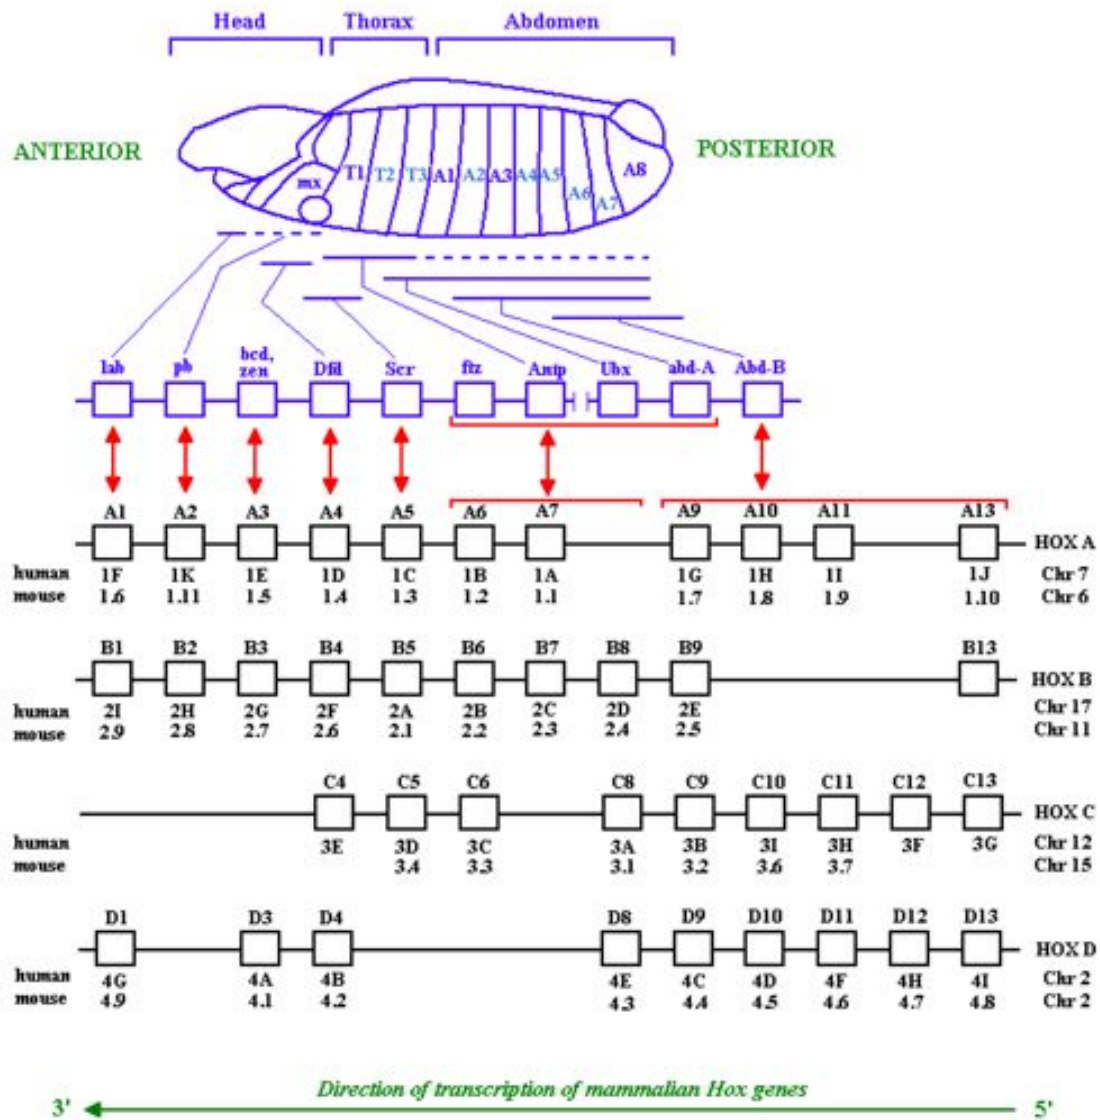 Head Thorax Abdomen
ANTERIOR POSTERIOR
mx T1 T2 T3 A1 A2 A3 A4 A5 A6 A7 A8
lab pb bcd, zen Dfd Scr ftz Antp Ubx abd-A Abd-B
A1 A2 A3 A4 A5 A6 A7 A9 A10 A11 A13
HOX A
human 1F 1K 1E 1D 1C 1B 1A 1G 1H 1I 1J Chr 7
mouse 1.6 1.11 1.5 1.4 1.3 1.2 1.1 1.7 1.8 1.9 1.10 Chr 6
B1 B2 B3 B4 B5 B6 B7 B8 B9 B13
HOX B
human 2I 2H 2G 2F 2A 2B 2C 2D 2E Chr 17
mouse 2.9 2.8 2.7 2.6 2.1 2.2 2.3 2.4 2.5 Chr 11
C4 C5 C6 C8 C9 C10 C11 C12 C13
HOX C
human 3E 3D 3C 3A 3B 3I 3H 3F 3G Chr 12
mouse 3.4 3.3 3.1 3.2 3.6 3.7 Chr 15
D1 D3 D4 D8 D9 D10 D11 D12 D13
HOX D
human 4G 4A 4B 4E 4C 4D 4F 4H 4I Chr 2
mouse 4.9 4.1 4.2 4.3 4.4 4.5 4.6 4.7 4.8 Chr 2
Direction of transcription of mammalian Hox genes
3' 5'